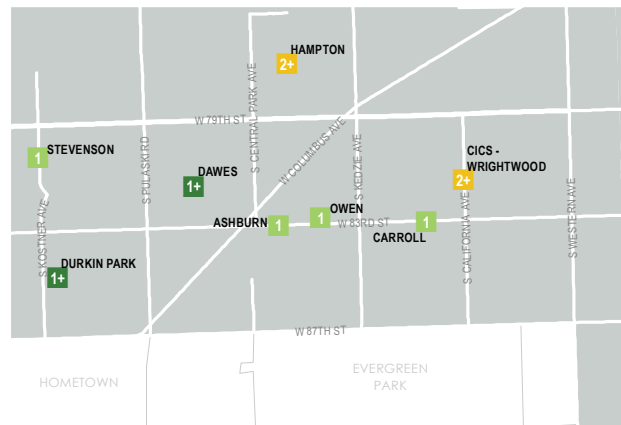 HAMPTON
2+
W 79TH ST
S CENTRAL PARK AVE
W COLUMBUS AVE
S KEDZIE AVE
S PULASKI RD
STEVENSON
1
DAWES
1+
CICS -
WRIGHTWOOD
2+
S KOSTNER AVE
S CALIFORNIA AVE
S WESTERN AVE
OWEN
1
ASHBURN
1
W 83RD ST
CARROLL
1
DURKIN PARK
1+
W 87TH ST
HOMETOWN
EVERGREEN
PARK